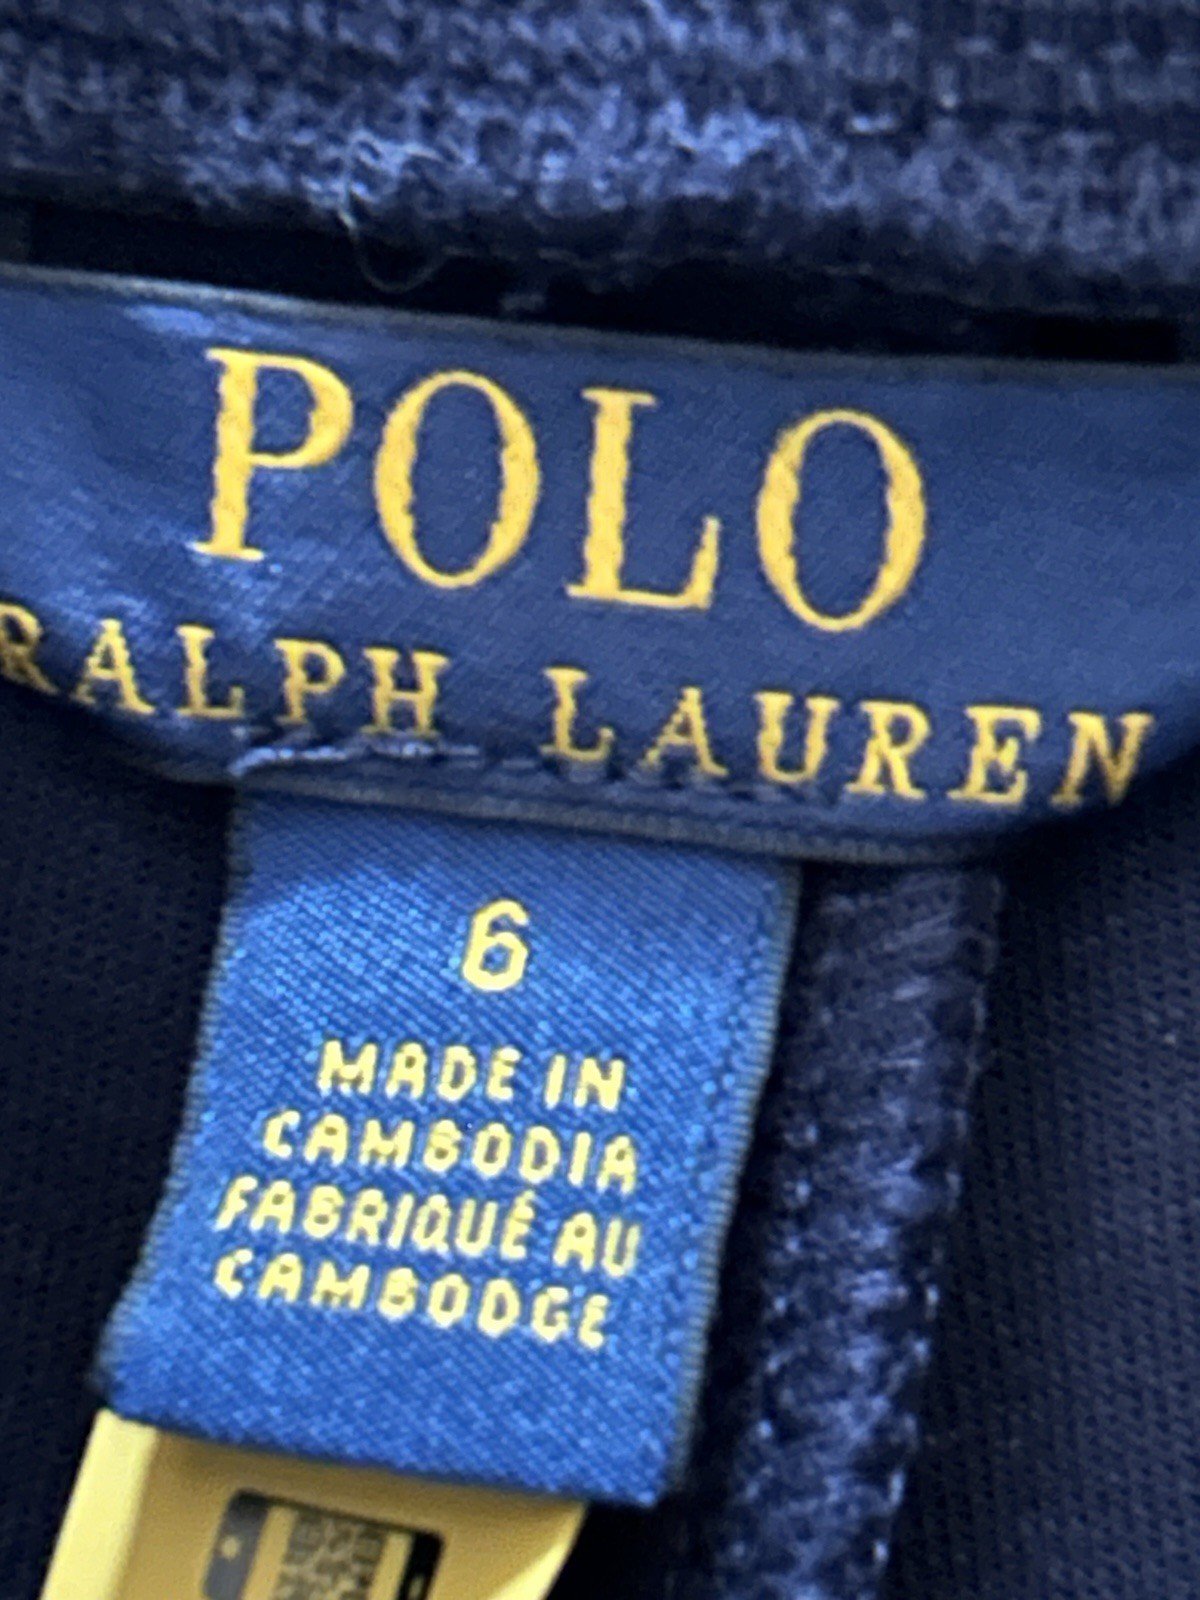 POLO
RALPH LAUREN
6
MADE IN
CAMBODIA
FABRIQUÉ AU
CAMBODGE